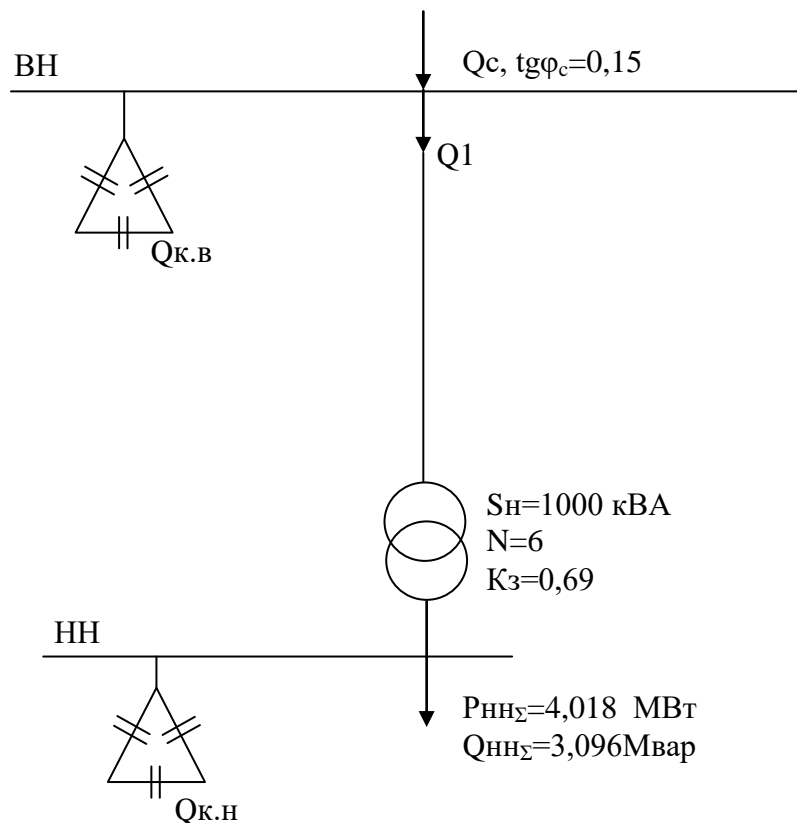 ВН
Qc, tgφc=0,15
Q1
Qк.в
Sн=1000 кВА
N=6
Kз=0,69
НН
PннΣ=4,018 МВт
QннΣ=3,096Мвар
Qк.н